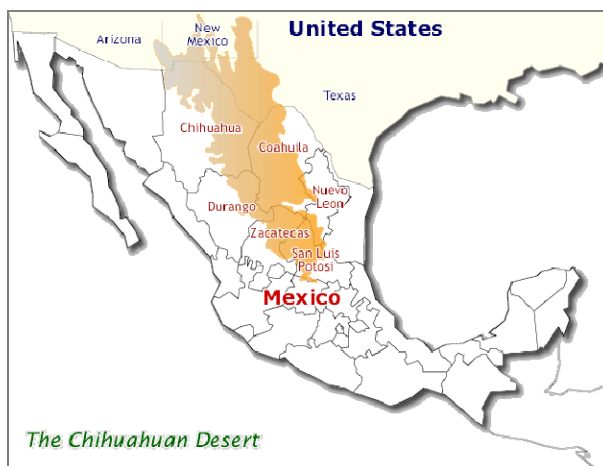 United States
New
Mexico
Arizona
Texas
Chihuahua
Coahuila
Nuevo
Leon
Durango
Zacatecas
San Luis
Potosi
Mexico
The Chihuahuan Desert